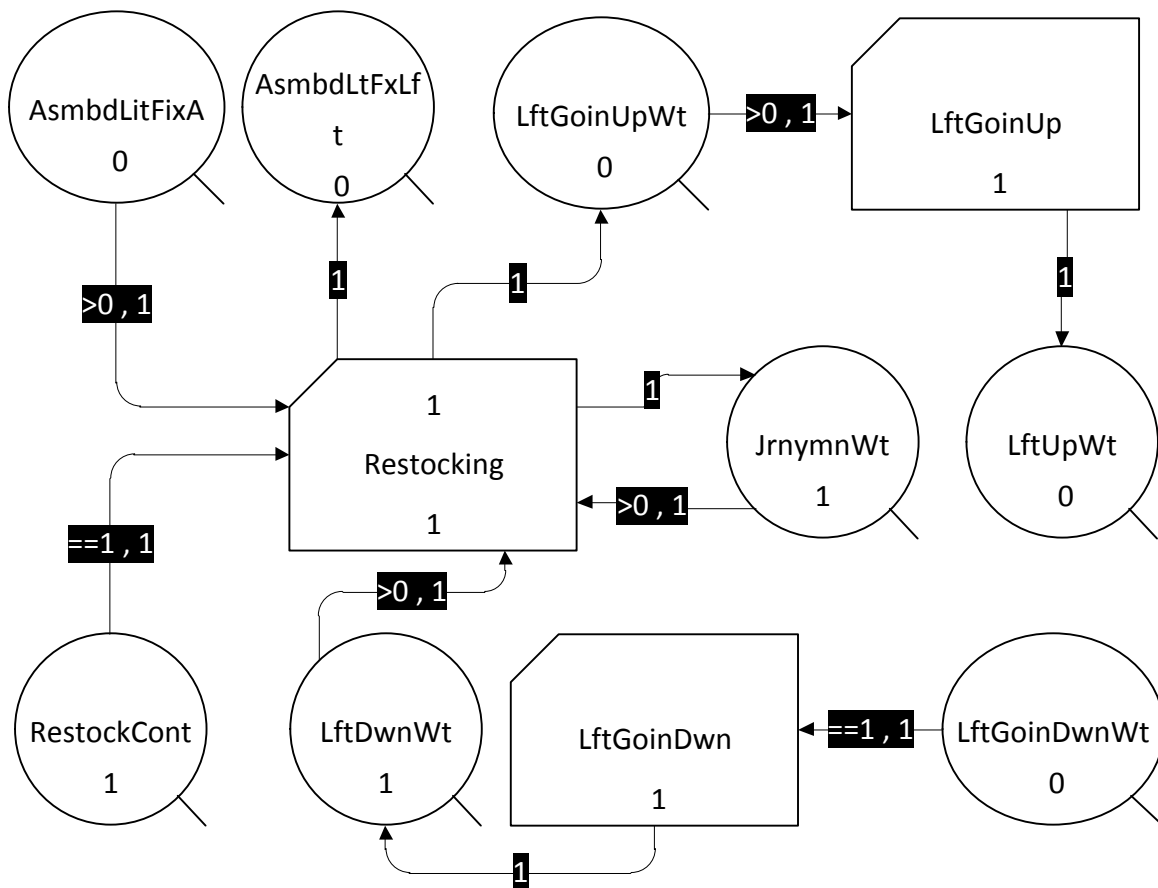 AsmbdLitFixA
0
AsmbdLtFxLf
t
0
LftGoinUpWt
0
>0 , 1
LftGoinUp
1
>0 , 1
1
1
1
1
Restocking
1
1
>0 , 1
JrnymnWt
1
LftUpWt
0
==1 , 1
>0 , 1
RestockCont
1
LftDwnWt
1
LftGoinDwn
1
==1 , 1
LftGoinDwnWt
0
1